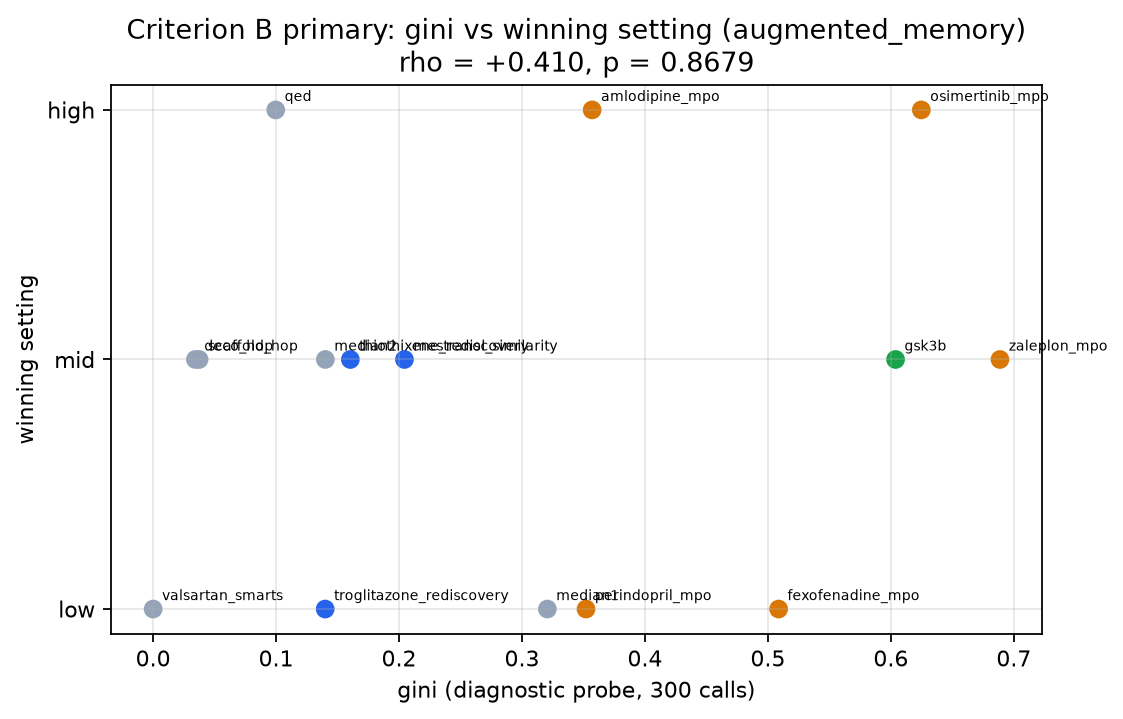 Criterion B primary: gini vs winning setting (augmented_memory)
rho = +0.410, p = 0.8679
high
qed
amlodipine_mpo
osimertinib_mpo
winning setting
mid
scaffold_hop
median2
gsk3b
zaleplon_mpo
low
valsartan_smarts
troglitazone_rediscovery
median1
perindopril_mpo
fexofenadine_mpo
0.0
0.1
0.2
0.3
0.4
0.5
0.6
0.7
gini (diagnostic probe, 300 calls)